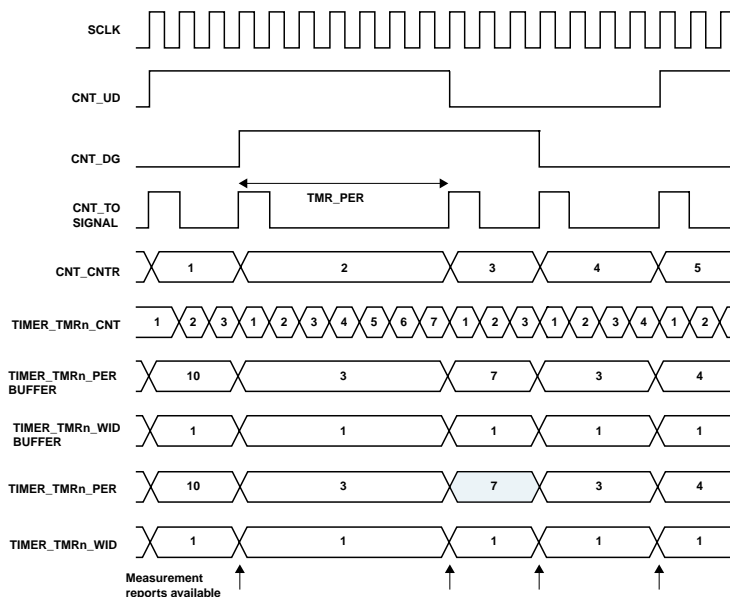 SCLK
CNT_UD
CNT_DG
TMR_PER
CNT_TO
SIGNAL
CNT_CNTR
1 2 3 4 5
TIMER_TMRn_CNT
1 2 3 1 2 3 4 5 6 7 1 2 3 1 2 3 4 1 2
TIMER_TMRn_PER
BUFFER
10 3 7 3 4
TIMER_TMRn_WID
BUFFER
1 1 1 1 1
TIMER_TMRn_PER
10 3 7 3 4
TIMER_TMRn_WID
1 1 1 1 1
Measurement
reports available